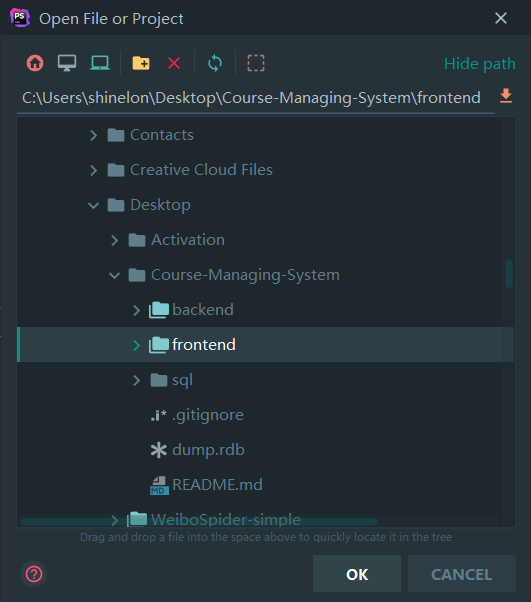 PS Open File or Project
Hide path
C:\Users\shinelon\Desktop\Course-Managing-System\frontend
Contacts
Creative Cloud Files
Desktop
Activation
Course-Managing-System
backend
frontend
sql
.i* .gitignore
dump.rdb
MD README.md
WeiboSpider-simple
Drag and drop a file into the space above to quickly locate it in the tree
? OK CANCEL